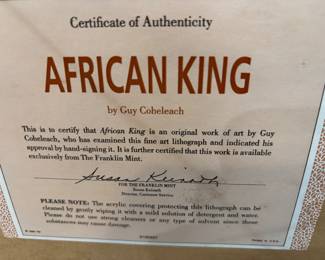 Certificate of Authenticity
AFRICAN KING
by Guy Coheleach
This is to certify that African King is an original work of art by Guy
Coheleach, who has examined this fine art lithograph and indicated his
approval by hand-signing it. It is further certified that this work is available
exclusively from The Franklin Mint.
FOR THE FRANKLIN MINT
Susan Keinath
Director, Customer Service
PLEASE NOTE: The acrylic covering protecting this lithograph can be
cleaned by gently wiping it with a mild solution of detergent and water.
Please do not use strong cleaners or any type of solvent since these
substances may cause damage.